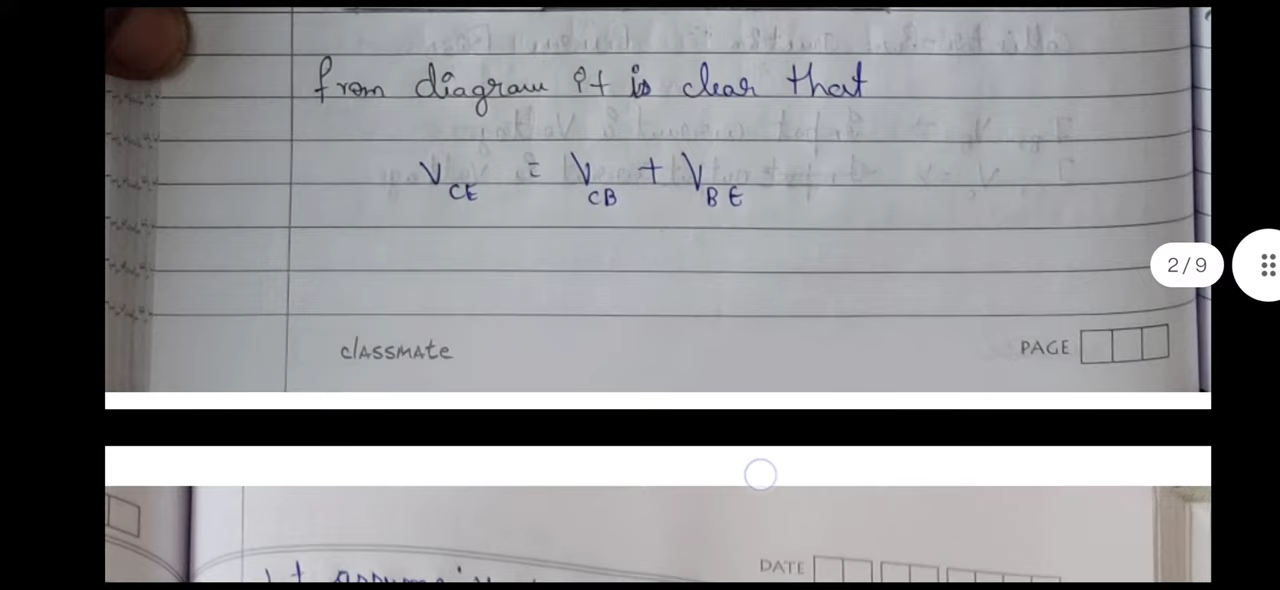 from diagram it is clear that
V_CE = V_CB + V_BE
2/9
classmate
PAGE
DATE